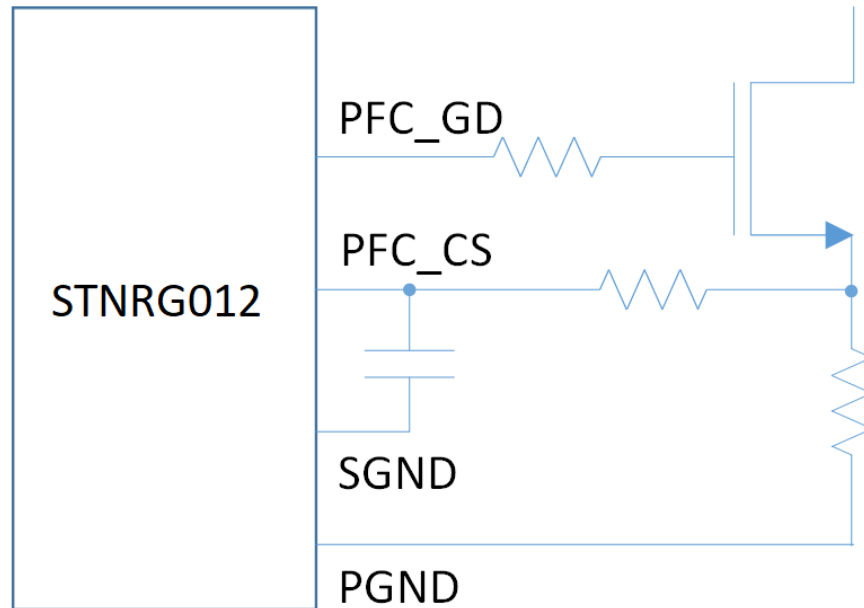 PFC_GD
PFC_CS
STNRG012
SGND
PGND